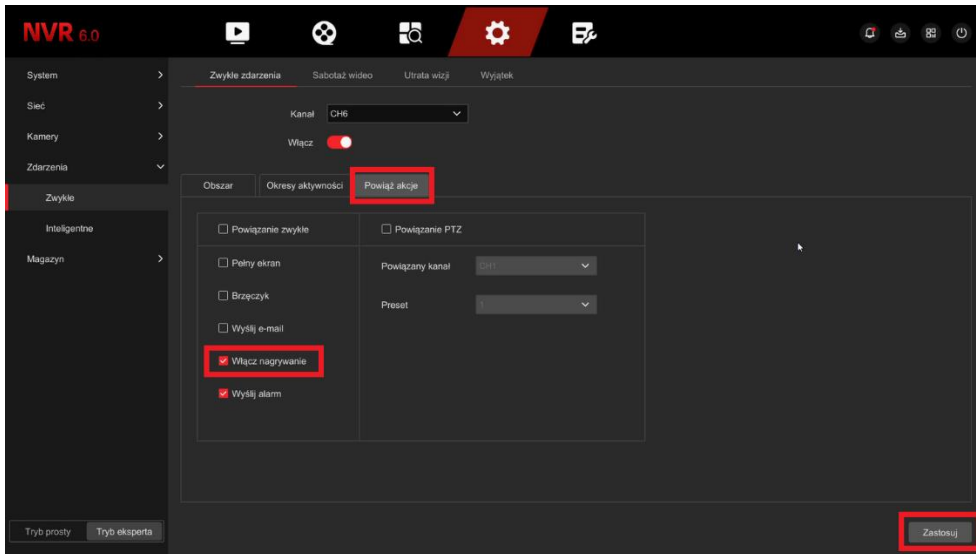 NVR 6.0
System
Sieć
Kamery
Zdarzenia
Zwykłe
Inteligentne
Magazyn
Tryb prosty Tryb eksperta
Zwykłe zdarzenia Sabotaż wideo Utrata wizji Wyjątek
Kanał CH6
Włącz
Obszar Okresy aktywności Powiąż akcje
Powiązanie zwykłe Powiązanie PTZ
Pełny ekran Powiązany kanał CH1
Brzęczyk Preset 1
Wyślij e-mail
Włącz nagrywanie
Wyślij alarm
Zastosuj